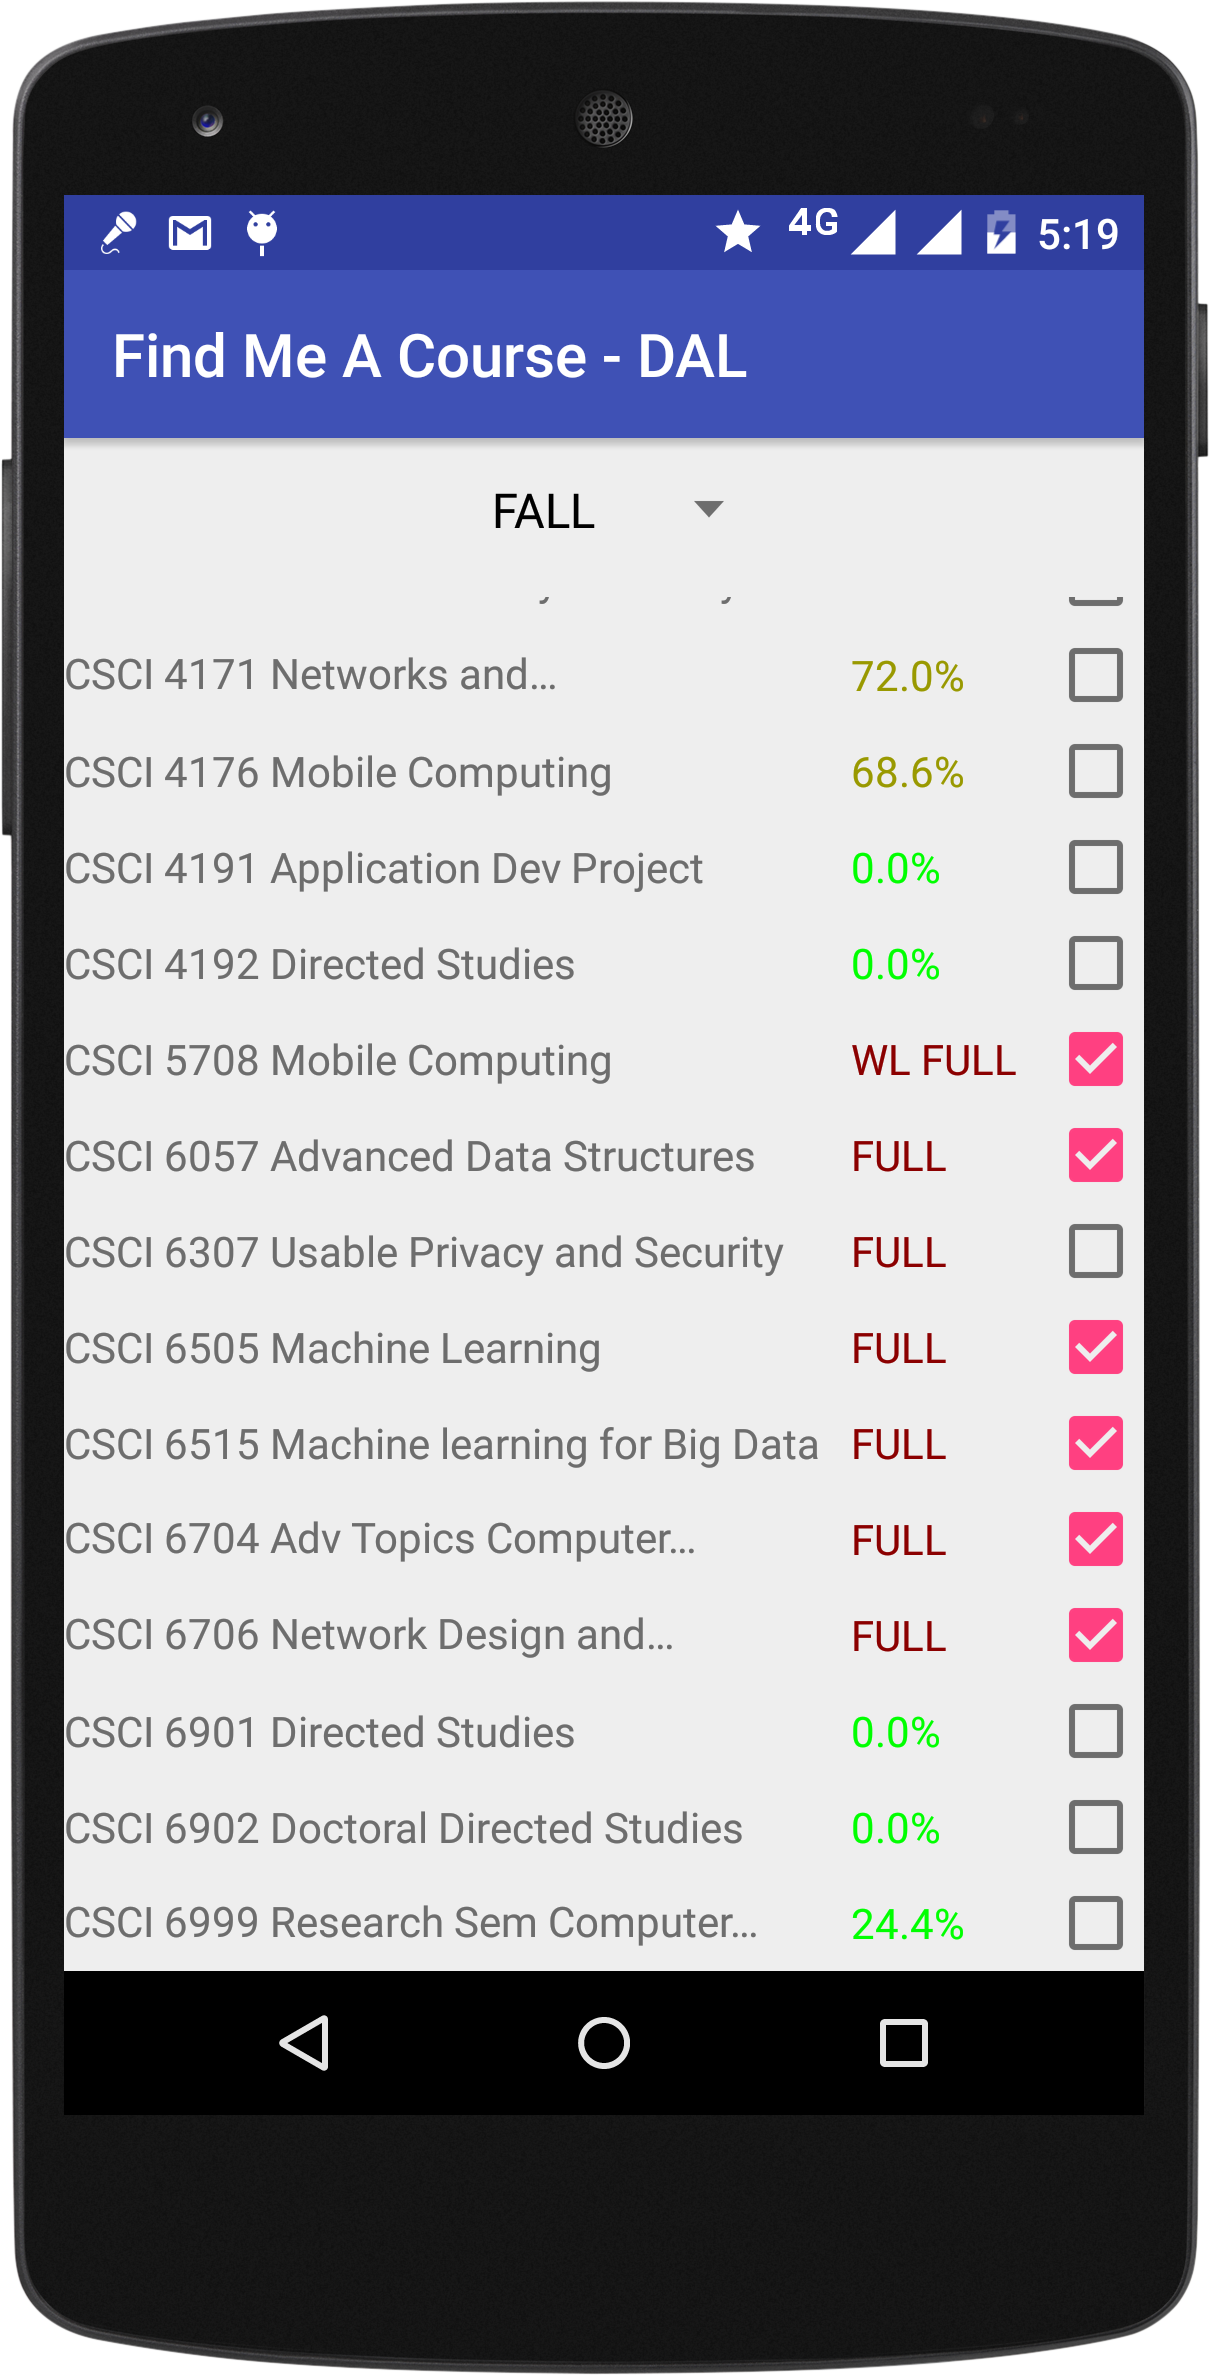 4G 5:19
Find Me A Course - DAL
FALL
CSCI 4171 Networks and... 72.0%
CSCI 4176 Mobile Computing 68.6%
CSCI 4191 Application Dev Project 0.0%
CSCI 4192 Directed Studies 0.0%
CSCI 5708 Mobile Computing WL FULL
CSCI 6057 Advanced Data Structures FULL
CSCI 6307 Usable Privacy and Security FULL
CSCI 6505 Machine Learning FULL
CSCI 6515 Machine learning for Big Data FULL
CSCI 6704 Adv Topics Computer... FULL
CSCI 6706 Network Design and... FULL
CSCI 6901 Directed Studies 0.0%
CSCI 6902 Doctoral Directed Studies 0.0%
CSCI 6999 Research Sem Computer... 24.4%